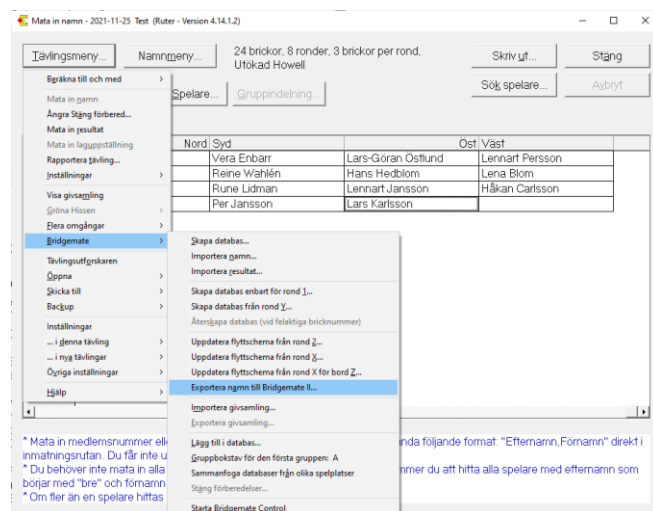 Mata in namn - 2021-11-25 Test (Ruter - Version 4.14.1.2)
Tävlingsmeny...
Namnmeny...
24 brickor, 8 ronder, 3 brickor per rond,
Utökad Howell
Skriv ut...
Stäng
Spelare...
Gruppindelning...
Sök spelare...
Avbryt
Nord Syd Öst Väst
Vera Enbarr Lars-Göran Östlund Lennart Persson
Reine Wahlén Hans Hedblom Lena Blom
Rune Lidman Lennart Jansson Håkan Carlsson
Per Jansson Lars Karlsson
Beräkna till och med
Mata in namn
Ångra Stäng förbered...
Mata in resultat
Mata in laguppställning
Rapportera tävling...
Inställningar
Visa givsamling
Gröna Hissen
Flera omgångar
Bridgemate
Tävlingsutforskaren
Öppna
Skicka till
Backup
Inställningar
... i denna tävling
... i nya tävlingar
Övriga inställningar
Hjälp
Skapa databas...
Importera namn...
Importera resultat...
Skapa databas enbart för rond 1...
Skapa databas från rond Y...
Återskapa databas (vid felaktiga bricknummer)
Uppdatera flyttschema från rond 2...
Uppdatera flyttschema från rond X...
Uppdatera flyttschema från rond X för bord Z...
Exportera namn till Bridgemate II...
Importera givsamling...
Exportera givsamling...
Lägg till i databas...
Gruppbokstav för den första gruppen: A
Sammanfoga databaser från olika spelplatser
Stäng förberedelser...
Starta Bridgemate Control
* Mata in medlemsnummer elle nda följande format: "Efternamn,Förnamn" direkt i
inmatningsrutan. Du får inte u
* Du behöver inte mata in alla mmer du att hitta alla spelare med efternamn som
börjar med "bre" och förnamn
* Om fler än en spelare hittas